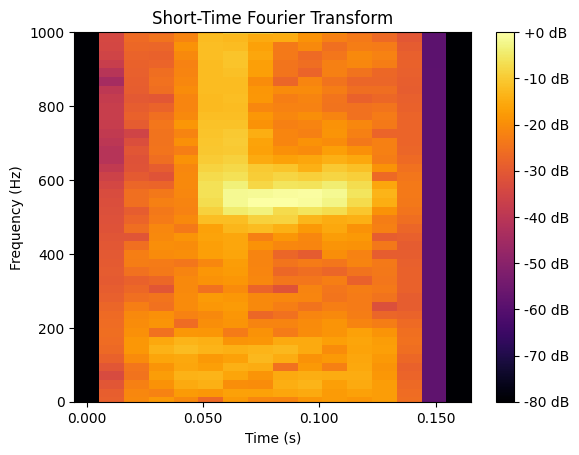 Short-Time Fourier Transform
1000
800
600
400
200
0
Frequency (Hz)
0.000
0.050
0.100
0.150
Time (s)
+0 dB
-10 dB
-20 dB
-30 dB
-40 dB
-50 dB
-60 dB
-70 dB
-80 dB